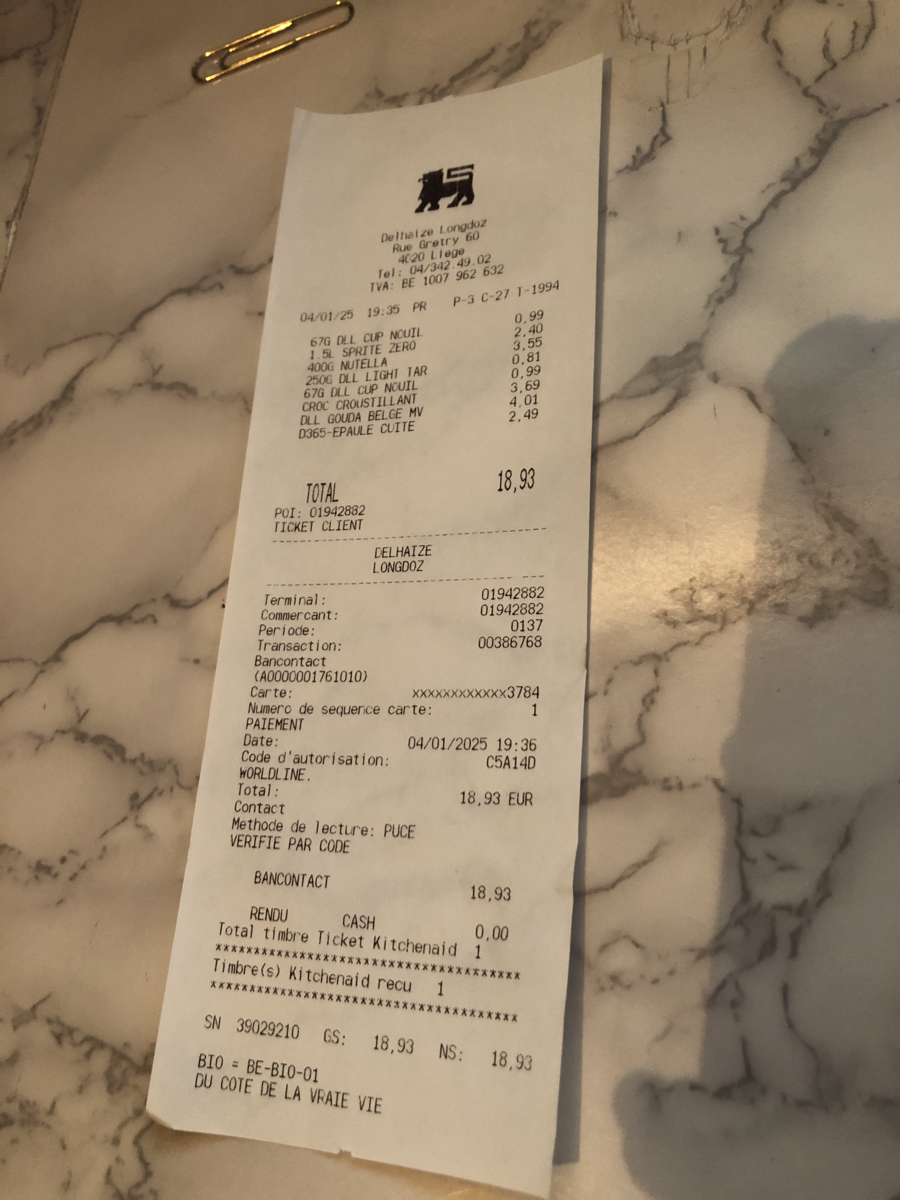 Delhaize Longdoz
Rue Gretry 60
4020 Liege
Tel: 04/342.49.02
TVA: BE 1007 962 632
04/01/25 19:35 PR P-3 C-27 T-1994
67G DLL CUP NOUIL 0,99
1.5L SPRITE ZERO 2,40
400G NUTELLA 3,55
250G DLL LIGHT TAR 0,81
67G DLL CUP NOUIL 0,99
CROC CROUSTILLANT 3,69
DLL GOUDA BELGE MV 4,01
D365-EPAULE CUITE 2,49
TOTAL 18,93
POI: 01942882
TICKET CLIENT
DELHAIZE
LONGDOZ
Terminal: 01942882
Commercant: 01942882
Periode: 0137
Transaction: 00386768
Bancontact
(A0000001761010)
Carte: xxxxxxxxxxxx3784
Numero de sequence carte: 1
PAIEMENT
Date: 04/01/2025 19:36
Code d'autorisation: C5A14D
WORLDLINE.
Total: 18,93 EUR
Contact
Methode de lecture: PUCE
VERIFIE PAR CODE
BANCONTACT 18,93
RENDU CASH 0,00
Total timbre Ticket Kitchenaid 1
****************************************
Timbre(s) Kitchenaid recu 1
****************************************
SN 39029210 GS: 18,93 NS: 18,93
BIO = BE-BIO-01
DU COTE DE LA VRAIE VIE